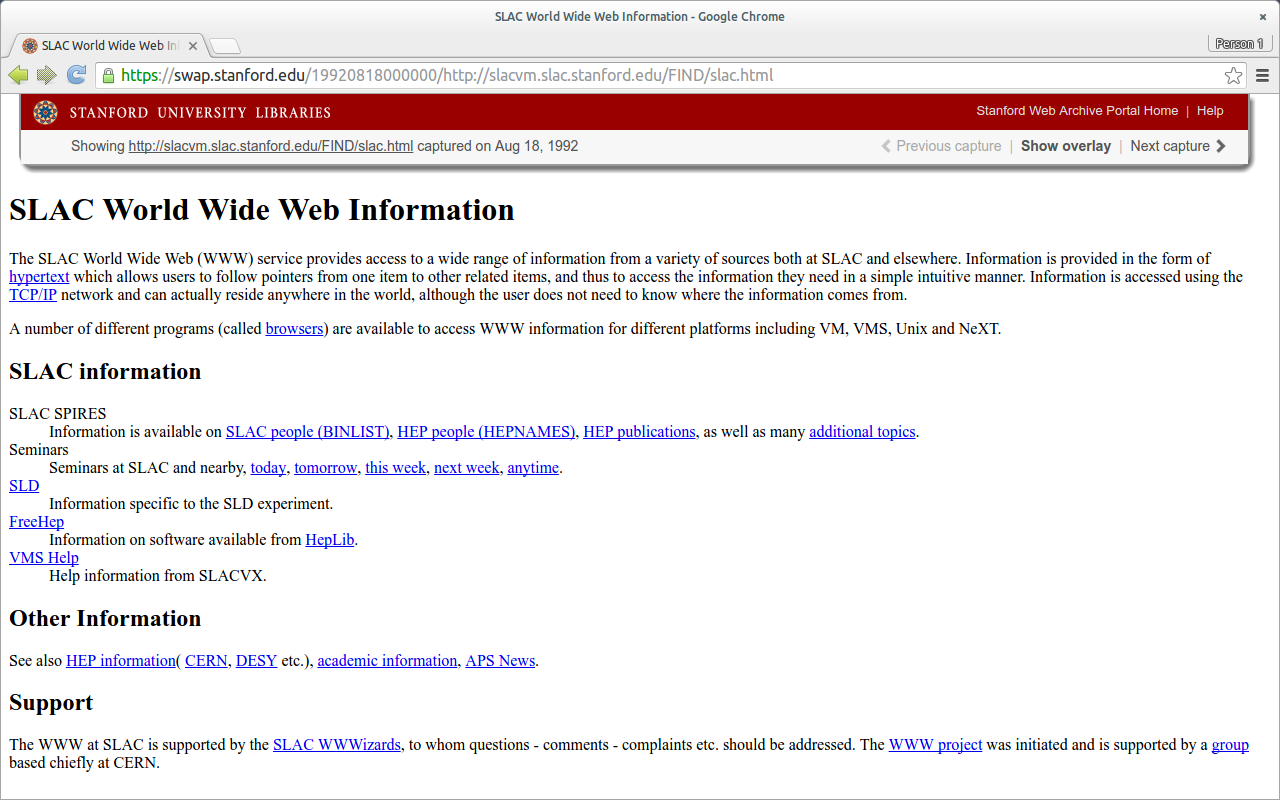 SLAC World Wide Web Information - Google Chrome
SLAC World Wide Web In
Person 1
https://swap.stanford.edu/19920818000000/http://slacvm.slac.stanford.edu/FIND/slac.html
STANFORD UNIVERSITY LIBRARIES
Stanford Web Archive Portal Home | Help
Showing http://slacvm.slac.stanford.edu/FIND/slac.html captured on Aug 18, 1992
Previous capture | Show overlay | Next capture
SLAC World Wide Web Information
The SLAC World Wide Web (WWW) service provides access to a wide range of information from a variety of sources both at SLAC and elsewhere. Information is provided in the form of
hypertext which allows users to follow pointers from one item to other related items, and thus to access the information they need in a simple intuitive manner. Information is accessed using the
TCP/IP network and can actually reside anywhere in the world, although the user does not need to know where the information comes from.
A number of different programs (called browsers) are available to access WWW information for different platforms including VM, VMS, Unix and NeXT.
SLAC information
SLAC SPIRES
Information is available on SLAC people (BINLIST), HEP people (HEPNAMES), HEP publications, as well as many additional topics.
Seminars
Seminars at SLAC and nearby, today, tomorrow, this week, next week, anytime.
SLD
Information specific to the SLD experiment.
FreeHep
Information on software available from HepLib.
VMS Help
Help information from SLACVX.
Other Information
See also HEP information( CERN, DESY etc.), academic information, APS News.
Support
The WWW at SLAC is supported by the SLAC WWWizards, to whom questions - comments - complaints etc. should be addressed. The WWW project was initiated and is supported by a group
based chiefly at CERN.